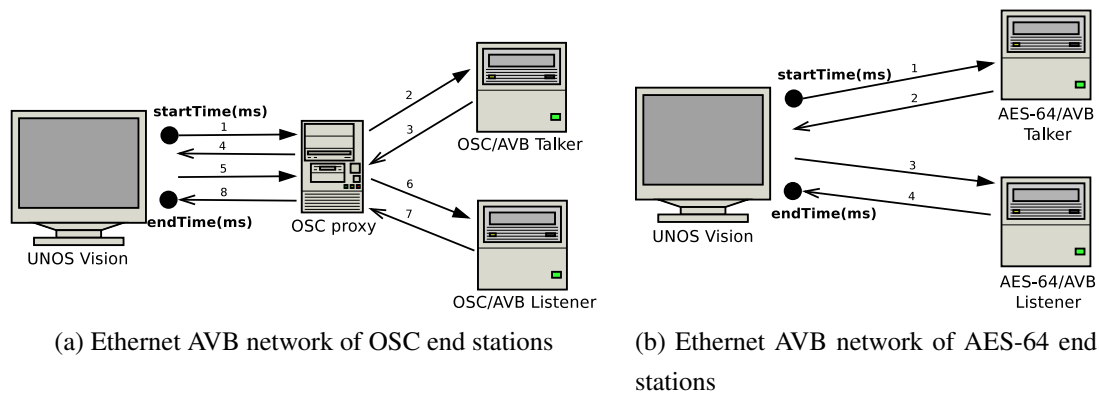 startTime(ms)
1
4
5
8
endTime(ms)
UNOS Vision
OSC proxy
2
3
6
7
OSC/AVB Talker
OSC/AVB Listener
(a) Ethernet AVB network of OSC end stations
startTime(ms)
1
2
3
4
endTime(ms)
UNOS Vision
AES-64/AVB
Talker
AES-64/AVB
Listener
(b) Ethernet AVB network of AES-64 end
stations